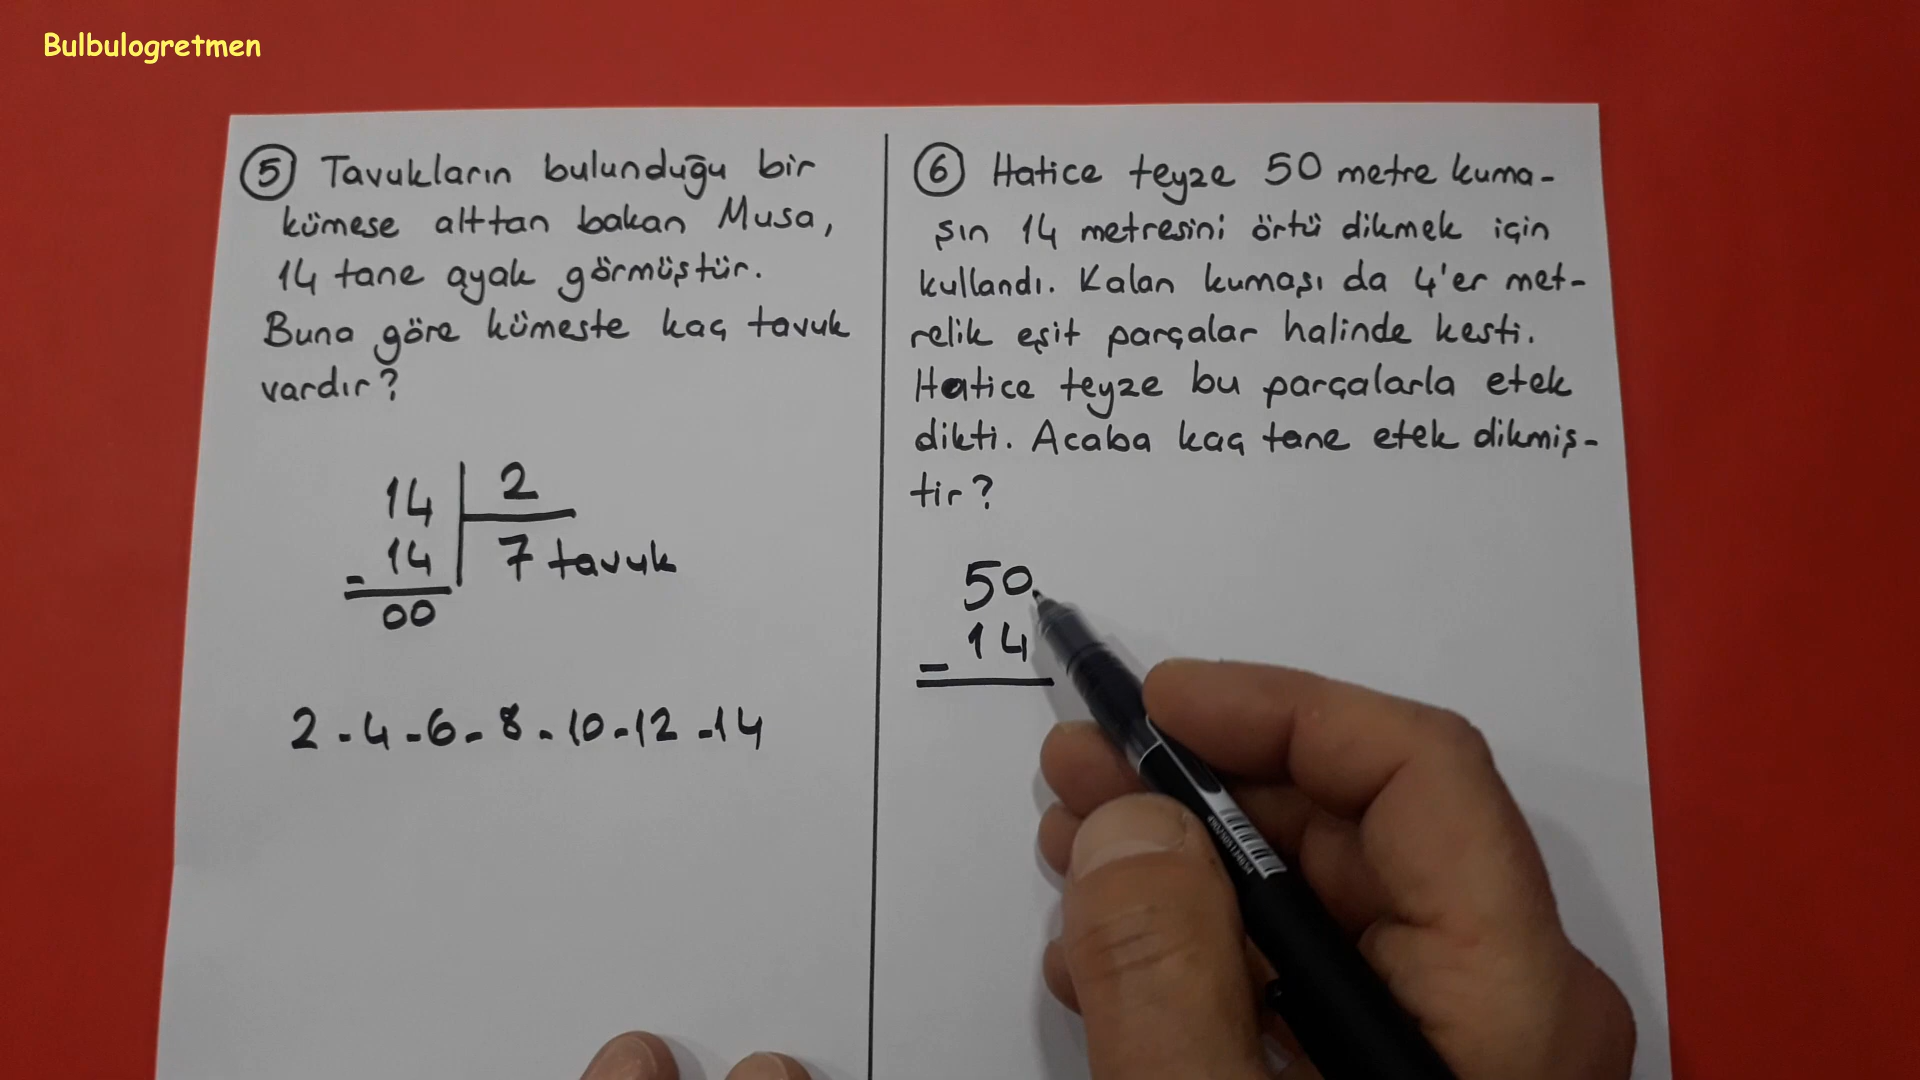 Bulbulogretmen
5 Tavukların bulunduğu bir
kümese alttan bakan Musa,
14 tane ayak görmüştür.
Buna göre kümeste kaç tavuk
vardır?
14 2
- 14 7 tavuk
00
2 - 4 - 6 - 8 - 10 - 12 - 14
6 Hatice teyze 50 metre kuma-
şın 14 metresini örtü dikmek için
kullandı. Kalan kumaşı da 4'er met-
relik eşit parçalar halinde kesti.
Hatice teyze bu parçalarla etek
dikti. Acaba kaç tane etek dikmiş-
tir?
50
- 14